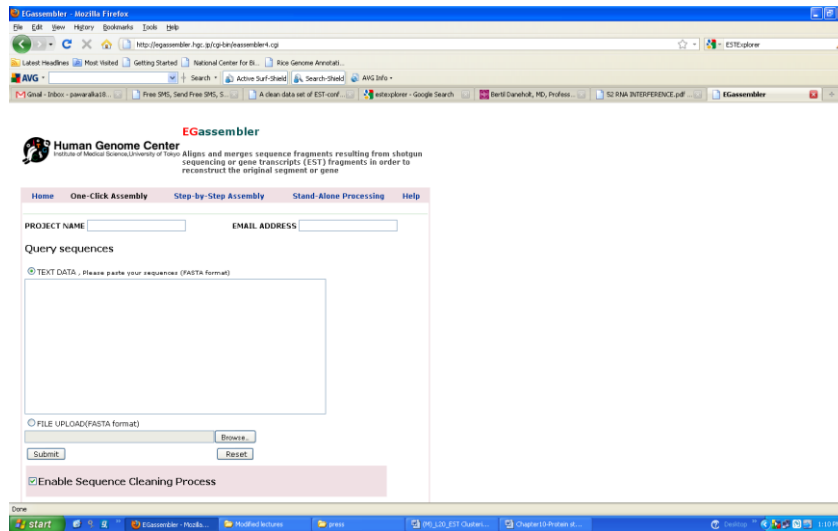 EGassembler - Mozilla Firefox
File Edit View History Bookmarks Tools Help
http://egassembler.hgc.jp/cgi-bin/eassembler4.cgi
ESTExplorer
Latest Headlines Most Visited Getting Started National Center for Bi... Rice Genome Annotati...
AVG Search Active Surf-Shield Search-Shield AVG Info
Gmail - Inbox - pawaralka18... Free SMS, Send Free SMS, S... A clean data set of EST-conf... estexplorer - Google Search Bertil Daneholt, MD, Profess... S2 RNA INTERFERENCE.pdf ... EGassembler
EGassembler
Human Genome Center
Institute of Medical Science,University of Tokyo
Aligns and merges sequence fragments resulting from shotgun
sequencing or gene transcripts (EST) fragments in order to
reconstruct the original segment or gene
Home One-Click Assembly Step-by-Step Assembly Stand-Alone Processing Help
PROJECT NAME EMAIL ADDRESS
Query sequences
TEXT DATA , Please paste your sequences (FASTA format)
FILE UPLOAD(FASTA format)
Browse..
Submit Reset
Enable Sequence Cleaning Process
Done
start EGassembler - Mozilla... Modified lectures press (M)_L20_EST Clusteri... Chapter10-Protein st... Desktop 1:10 P